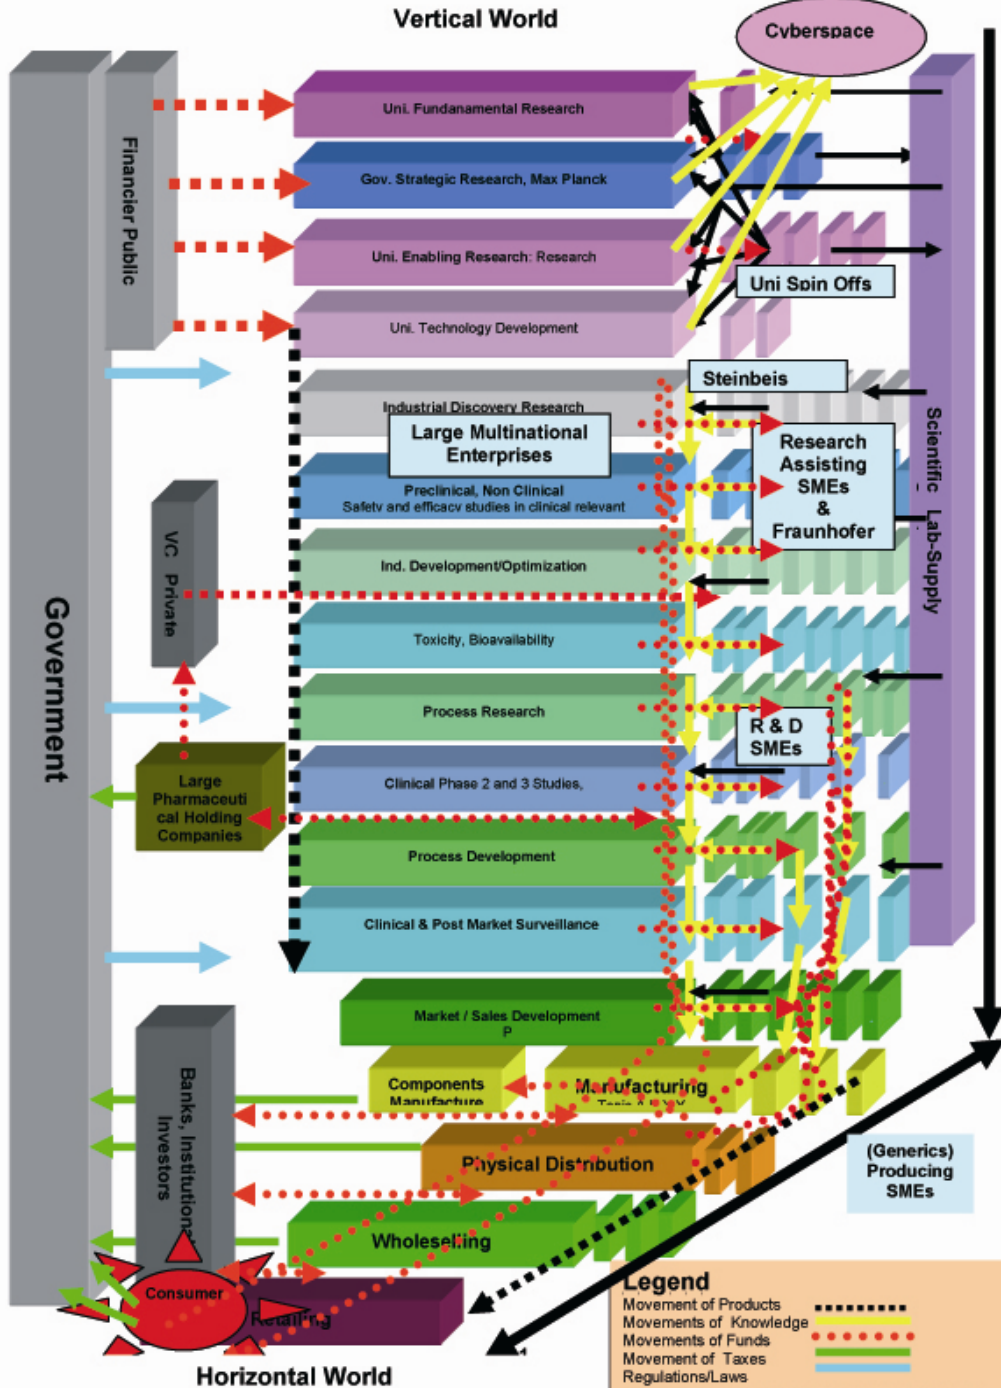 Vertical World
Cyberspace
Uni. Fundanamental Research
Gov. Strategic Research, Max Planck
Uni. Enabling Research: Research
Uni Spin Offs
Uni. Technology Development
Financier Public
Steinbeis
Industrial Discovery Research
Large Multinational
Enterprises
Research
Assisting
SMEs
&
Fraunhofer
Scientific Lab-Supply
Preclinical, Non Clinical
Safety and efficacy studies in clinical relevant
Ind. Development/Optimization
VC Private
Government
Toxicity, Bioavailability
Process Research
R & D
SMEs
Large
Pharmaceuti
cal Holding
Companies
Clinical Phase 2 and 3 Studies,
Process Development
Clinical & Post Market Surveillance
Market / Sales Development
P
Components
Manufacture
Manufacturing
Banks, Institutional
Investors
Physical Distribution
(Generics)
Producing
SMEs
Wholeselling
Consumer
Retailing
Legend
Movement of Products
Movements of Knowledge
Movements of Funds
Movement of Taxes
Regulations/Laws
Horizontal World